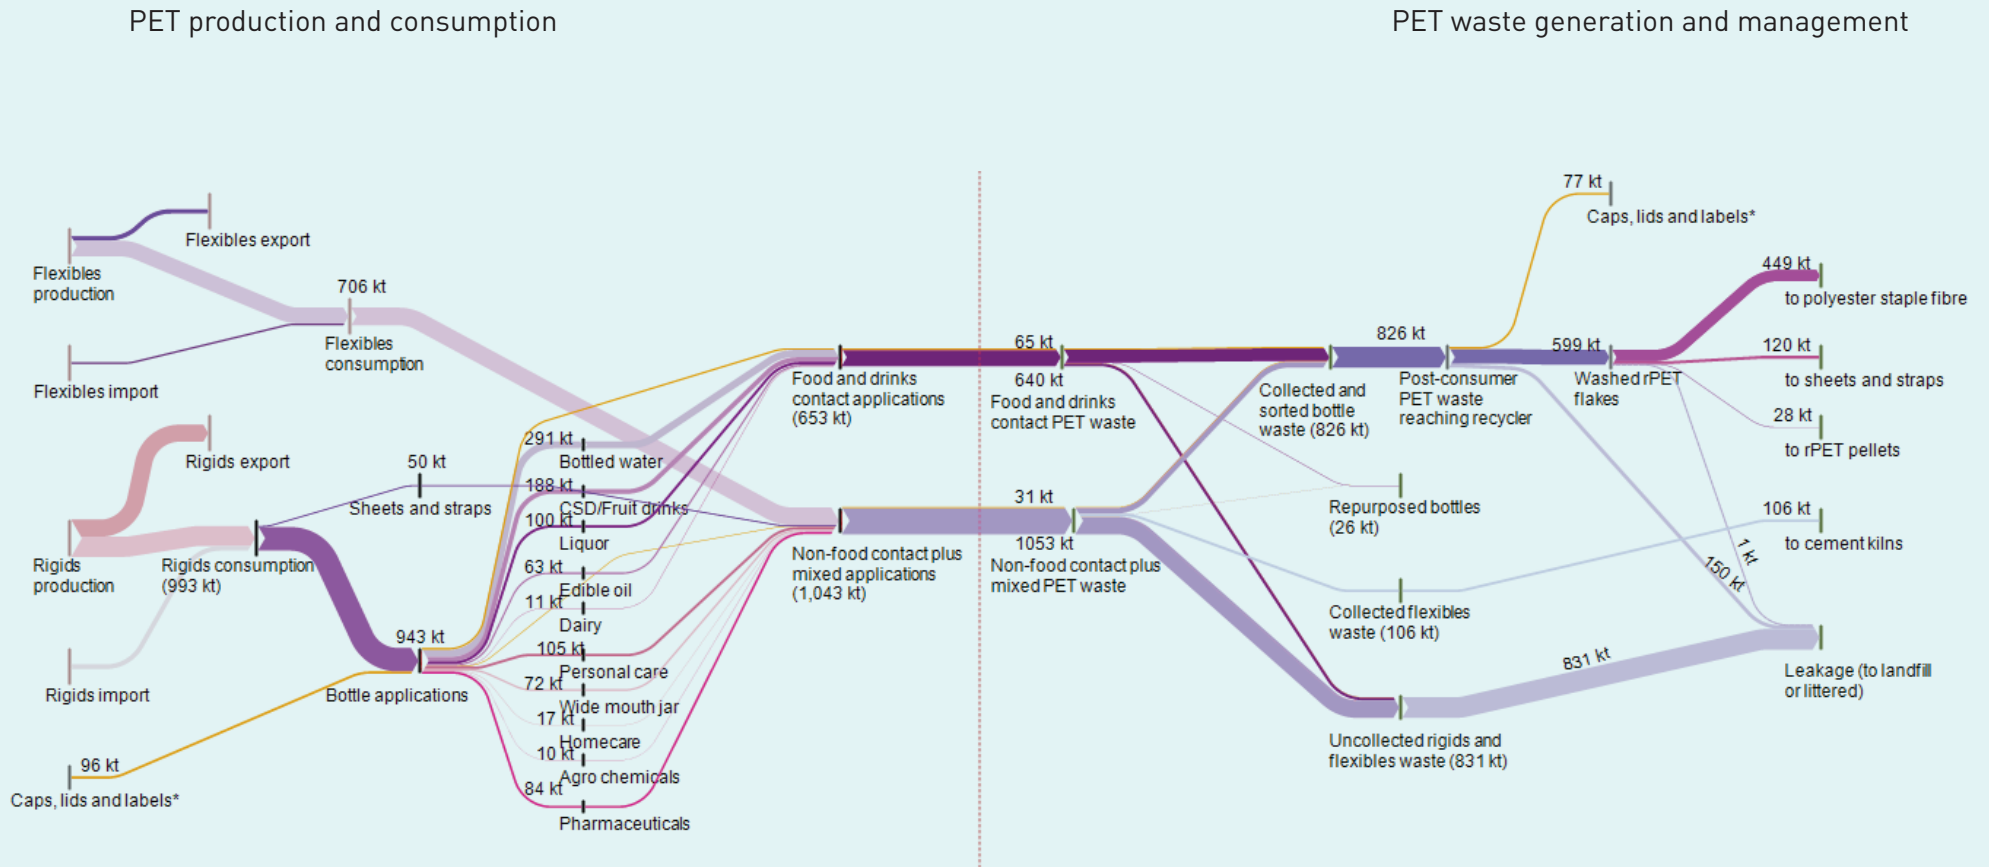 PET production and consumption
PET waste generation and management
Flexibles export
Flexibles
production
706 kt
Flexibles
consumption
Flexibles import
Rigids export
50 kt
Sheets and straps
Rigids
production
Rigids consumption
(993 kt)
Rigids import
943 kt
Bottle applications
96 kt
Caps, lids and labels*
291 kt
Bottled water
188 kt
CSD/Fruit drinks
100 kt
Liquor
63 kt
Edible oil
11 kt
Dairy
105 kt
Personal care
72 kt
Wide mouth jar
17 kt
Homecare
10 kt
Agro chemicals
84 kt
Pharmaceuticals
Food and drinks
contact applications
(653 kt)
Non-food contact plus
mixed applications
(1,043 kt)
65 kt
640 kt
Food and drinks
contact PET waste
31 kt
1053 kt
Non-food contact plus
mixed PET waste
Collected and
sorted bottle
waste (826 kt)
826 kt
Post-consumer
PET waste
reaching recycler
Repurposed bottles
(26 kt)
Collected flexibles
waste (106 kt)
Uncollected rigids and
flexibles waste (831 kt)
77 kt
Caps, lids and labels*
599 kt
Washed rPET
flakes
449 kt
to polyester staple fibre
120 kt
to sheets and straps
28 kt
to rPET pellets
106 kt
to cement kilns
1 kt
150 kt
831 kt
Leakage (to landfill
or littered)